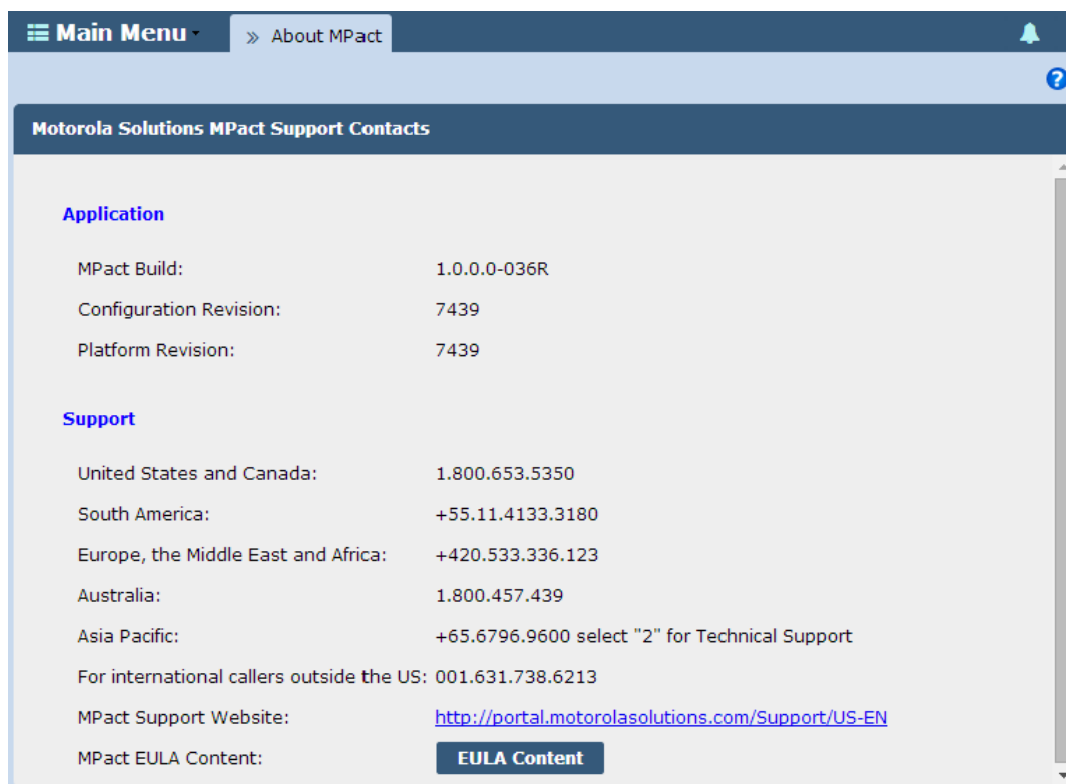 Main Menu
» About MPact
?
Motorola Solutions MPact Support Contacts
Application
MPact Build: 1.0.0.0-036R
Configuration Revision: 7439
Platform Revision: 7439
Support
United States and Canada: 1.800.653.5350
South America: +55.11.4133.3180
Europe, the Middle East and Africa: +420.533.336.123
Australia: 1.800.457.439
Asia Pacific: +65.6796.9600 select "2" for Technical Support
For international callers outside the US: 001.631.738.6213
MPact Support Website: http://portal.motorolasolutions.com/Support/US-EN
MPact EULA Content: EULA Content